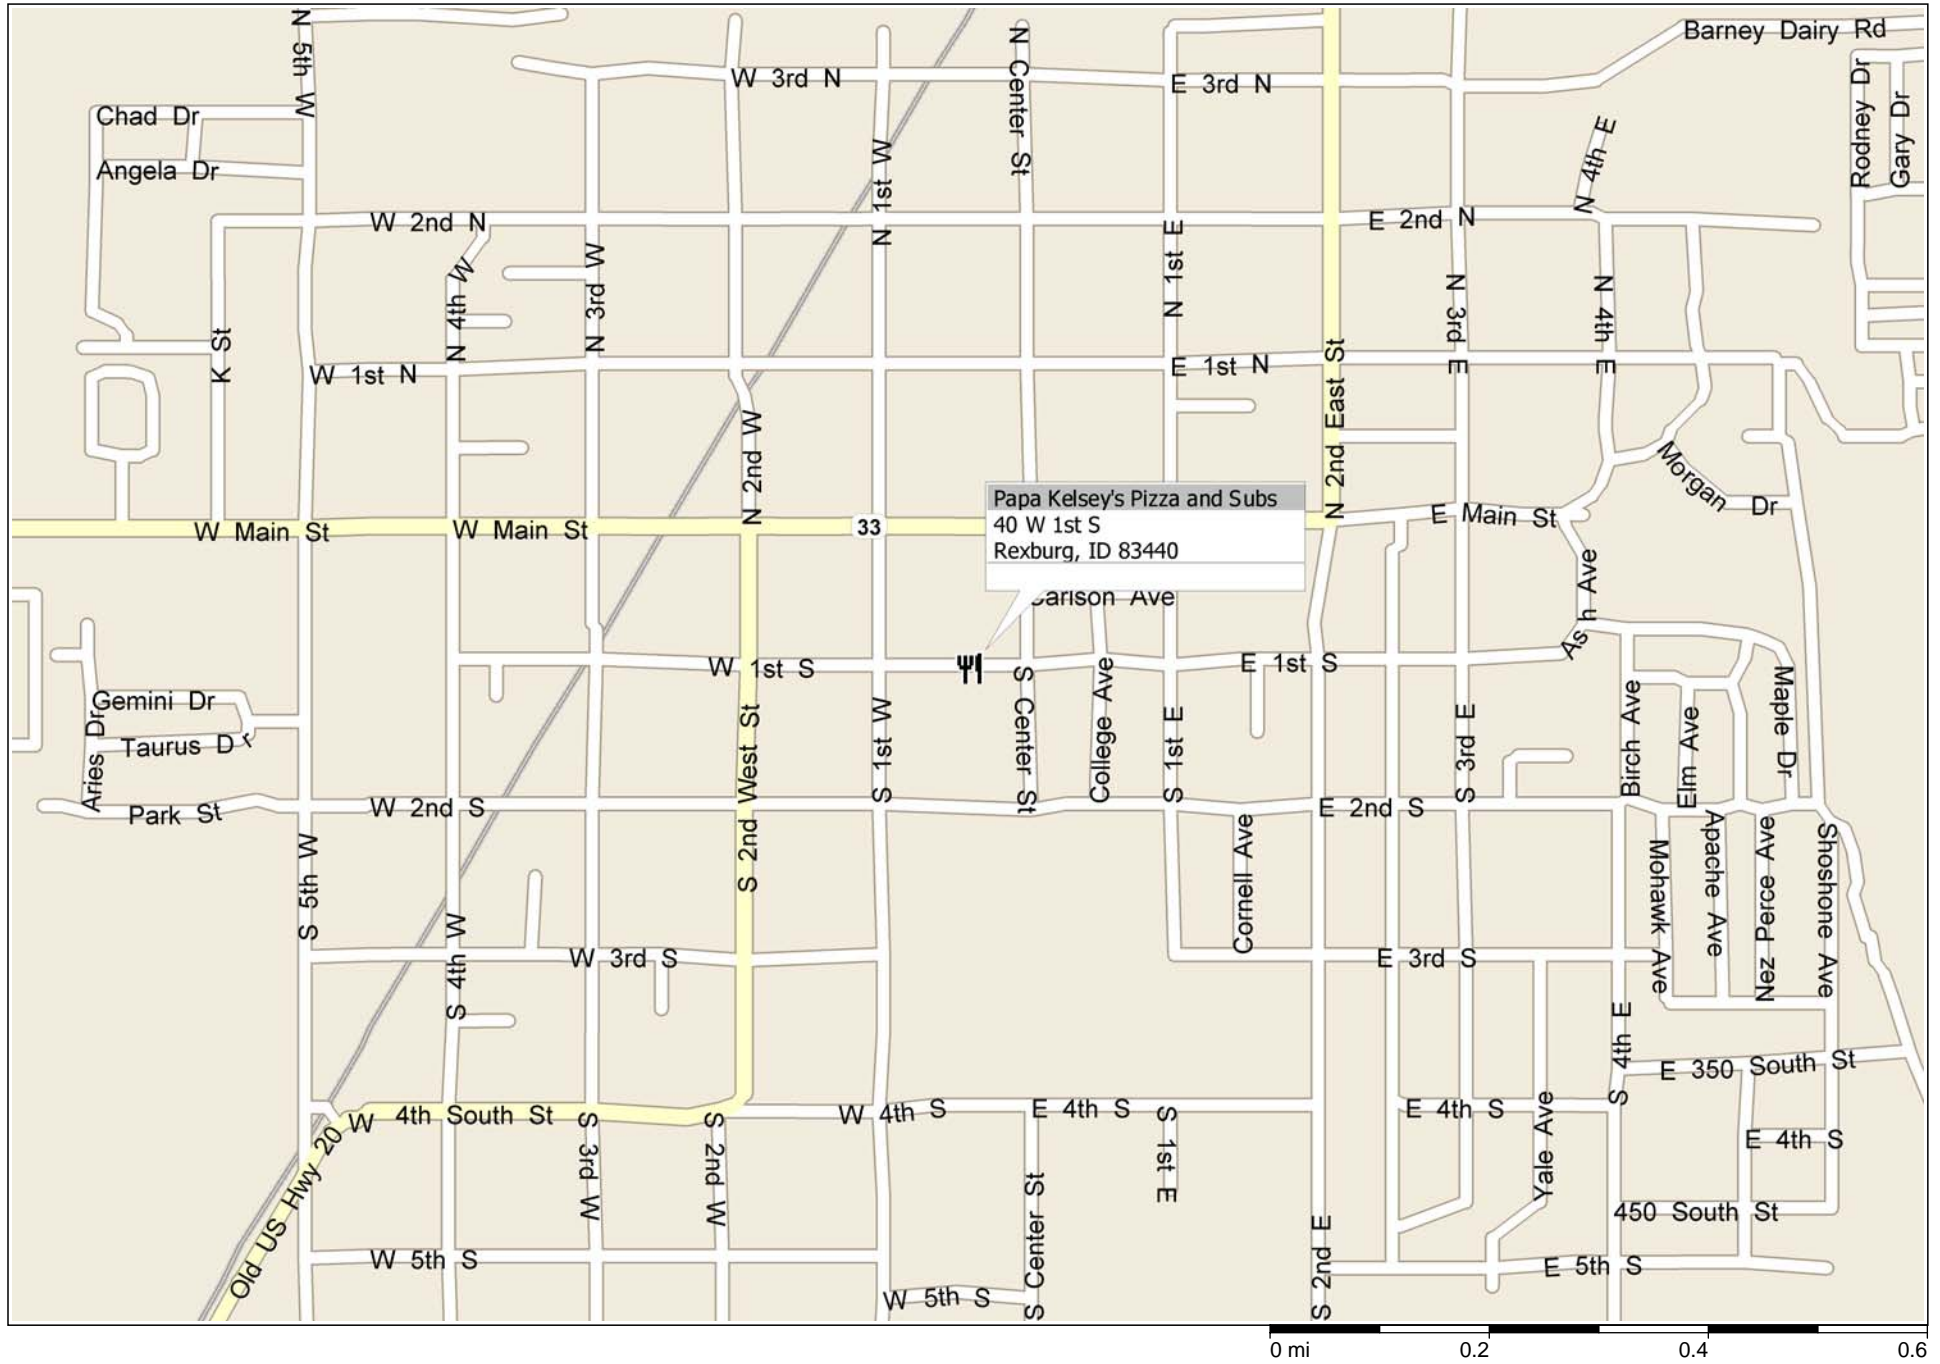 N 5th W
Barney Dairy Rd
W 3rd N
E 3rd N
N Center St
Rodney Dr
Gary Dr
Chad Dr
Angela Dr
N 1st W
N 4th E
W 2nd N
E 2nd N
N 4th W
N 3rd W
N 1st E
N 3rd E
N 4th E
K St
W 1st N
E 1st N
N 2nd East St
N 2nd W
Morgan Dr
Papa Kelsey's Pizza and Subs
40 W 1st S
Rexburg, ID 83440
W Main St
W Main St
33
E Main St
Ash Ave
Carlson Ave
W 1st S
E 1st S
Gemini Dr
Taurus Dr
Aries Dr
Park St
W 2nd S
S 2nd West St
S 1st W
S Center St
College Ave
S 1st E
E 2nd S
S 3rd E
Birch Ave
Elm Ave
Maple Dr
S 5th W
S 4th W
S 2nd
Cornell Ave
Mohawk Ave
Apache Ave
Nez Perce Ave
Shoshone Ave
W 3rd S
E 3rd S
S 4th E
E 350 South St
W 4th South St
W 4th S
E 4th S
S 1st E
E 4th S
Yale Ave
E 4th S
Old US Hwy 20
S 3rd W
S 2nd W
S Center St
450 South St
W 5th S
W 5th S
S 2nd E
E 5th S
0 mi 0.2 0.4 0.6